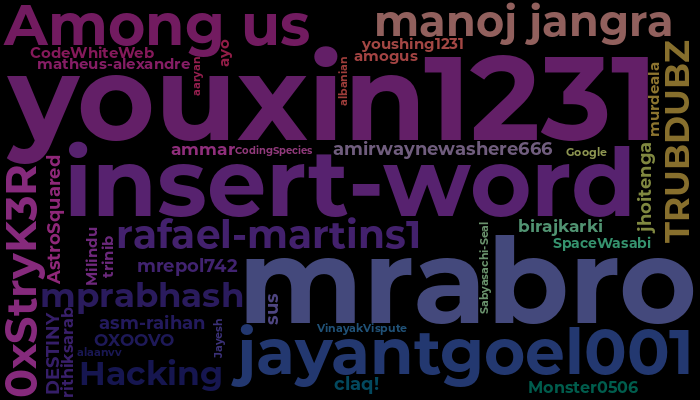 Among us
manoj jangra
CodeWhiteWeb
ayo
youshing1231
matheus-alexandre
amogus
aaryan
albanian
youxin1231
murdeala
TRUBDUBZ
ammar
CodingSpecies
amirwaynewashere666
Google
jhoitenga
insert-word
0xStryK3R
AstroSquared
Milindu
trinib
rafael-martins1
birajkarki
SpaceWasabi
Sabyasachi-Seal
mrepol742
mrabro
mprabhash
sus
DESTINY
rithiksarab
asm-raihan
OXOOVO
alaanvv
Jayesh
VinayakVispute
jayantgoel001
Hacking
claq!
Monster0506